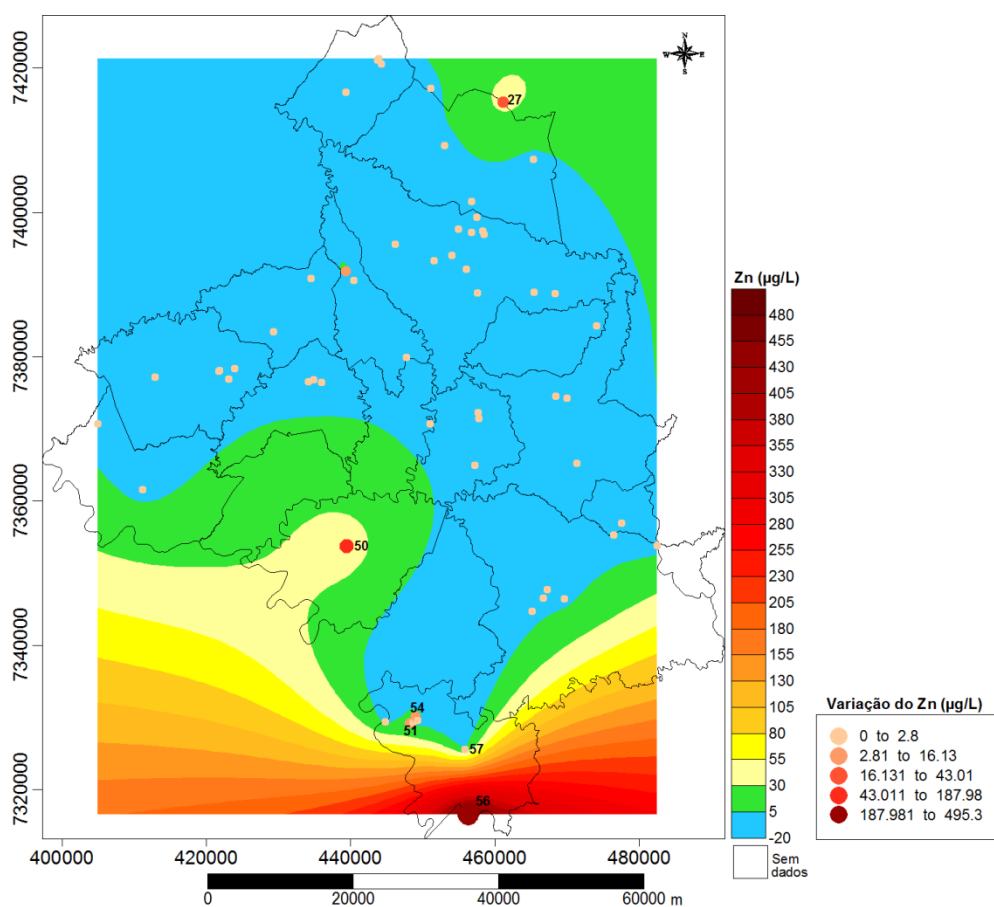 N
W E
S
7420000
7400000
7380000
7360000
7340000
7320000
27
50
54
51
57
56
400000 420000 440000 460000 480000
0 20000 40000 60000 m
Zn (µg/L)
480
455
430
405
380
455
330
305
280
255
230
205
180
155
130
105
80
55
30
5
-20
Sem
dados
Variação do Zn (µg/L)
0 to 2.8
2.81 to 16.13
16.131 to 43.01
43.011 to 187.98
187.981 to 495.3